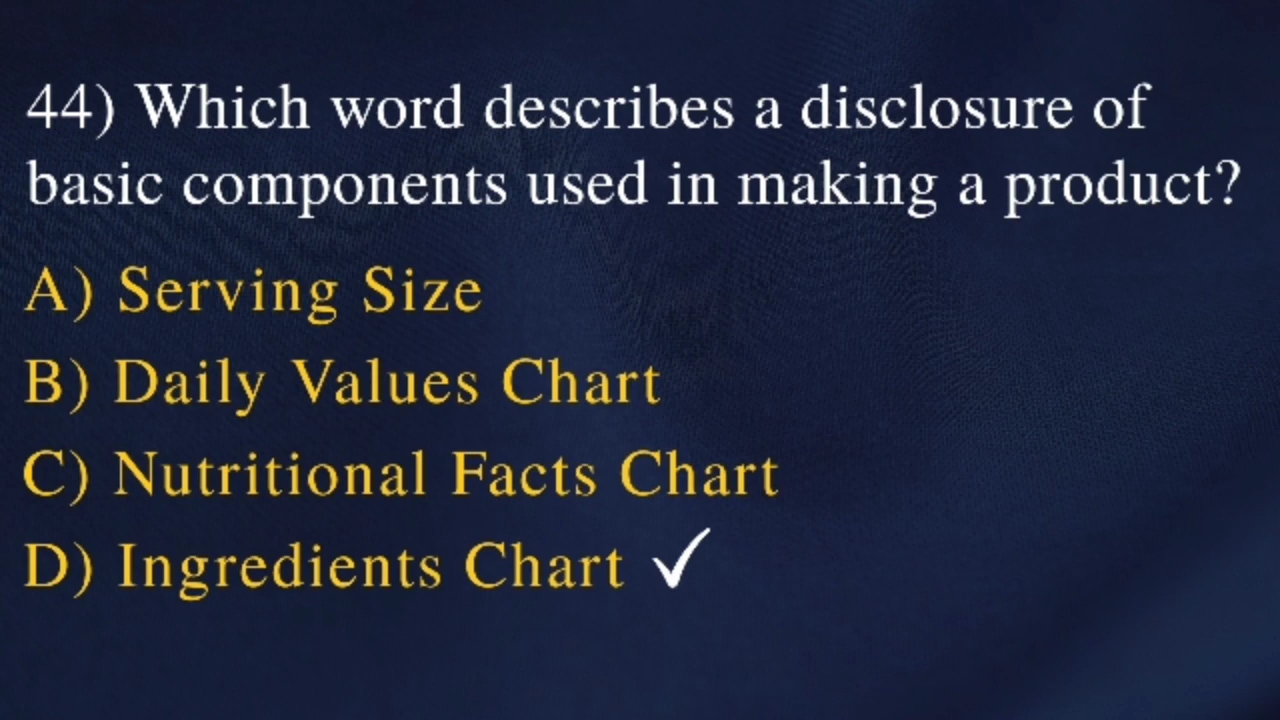 44) Which word describes a disclosure of
basic components used in making a product?
A) Serving Size
B) Daily Values Chart
C) Nutritional Facts Chart
D) Ingredients Chart ✓